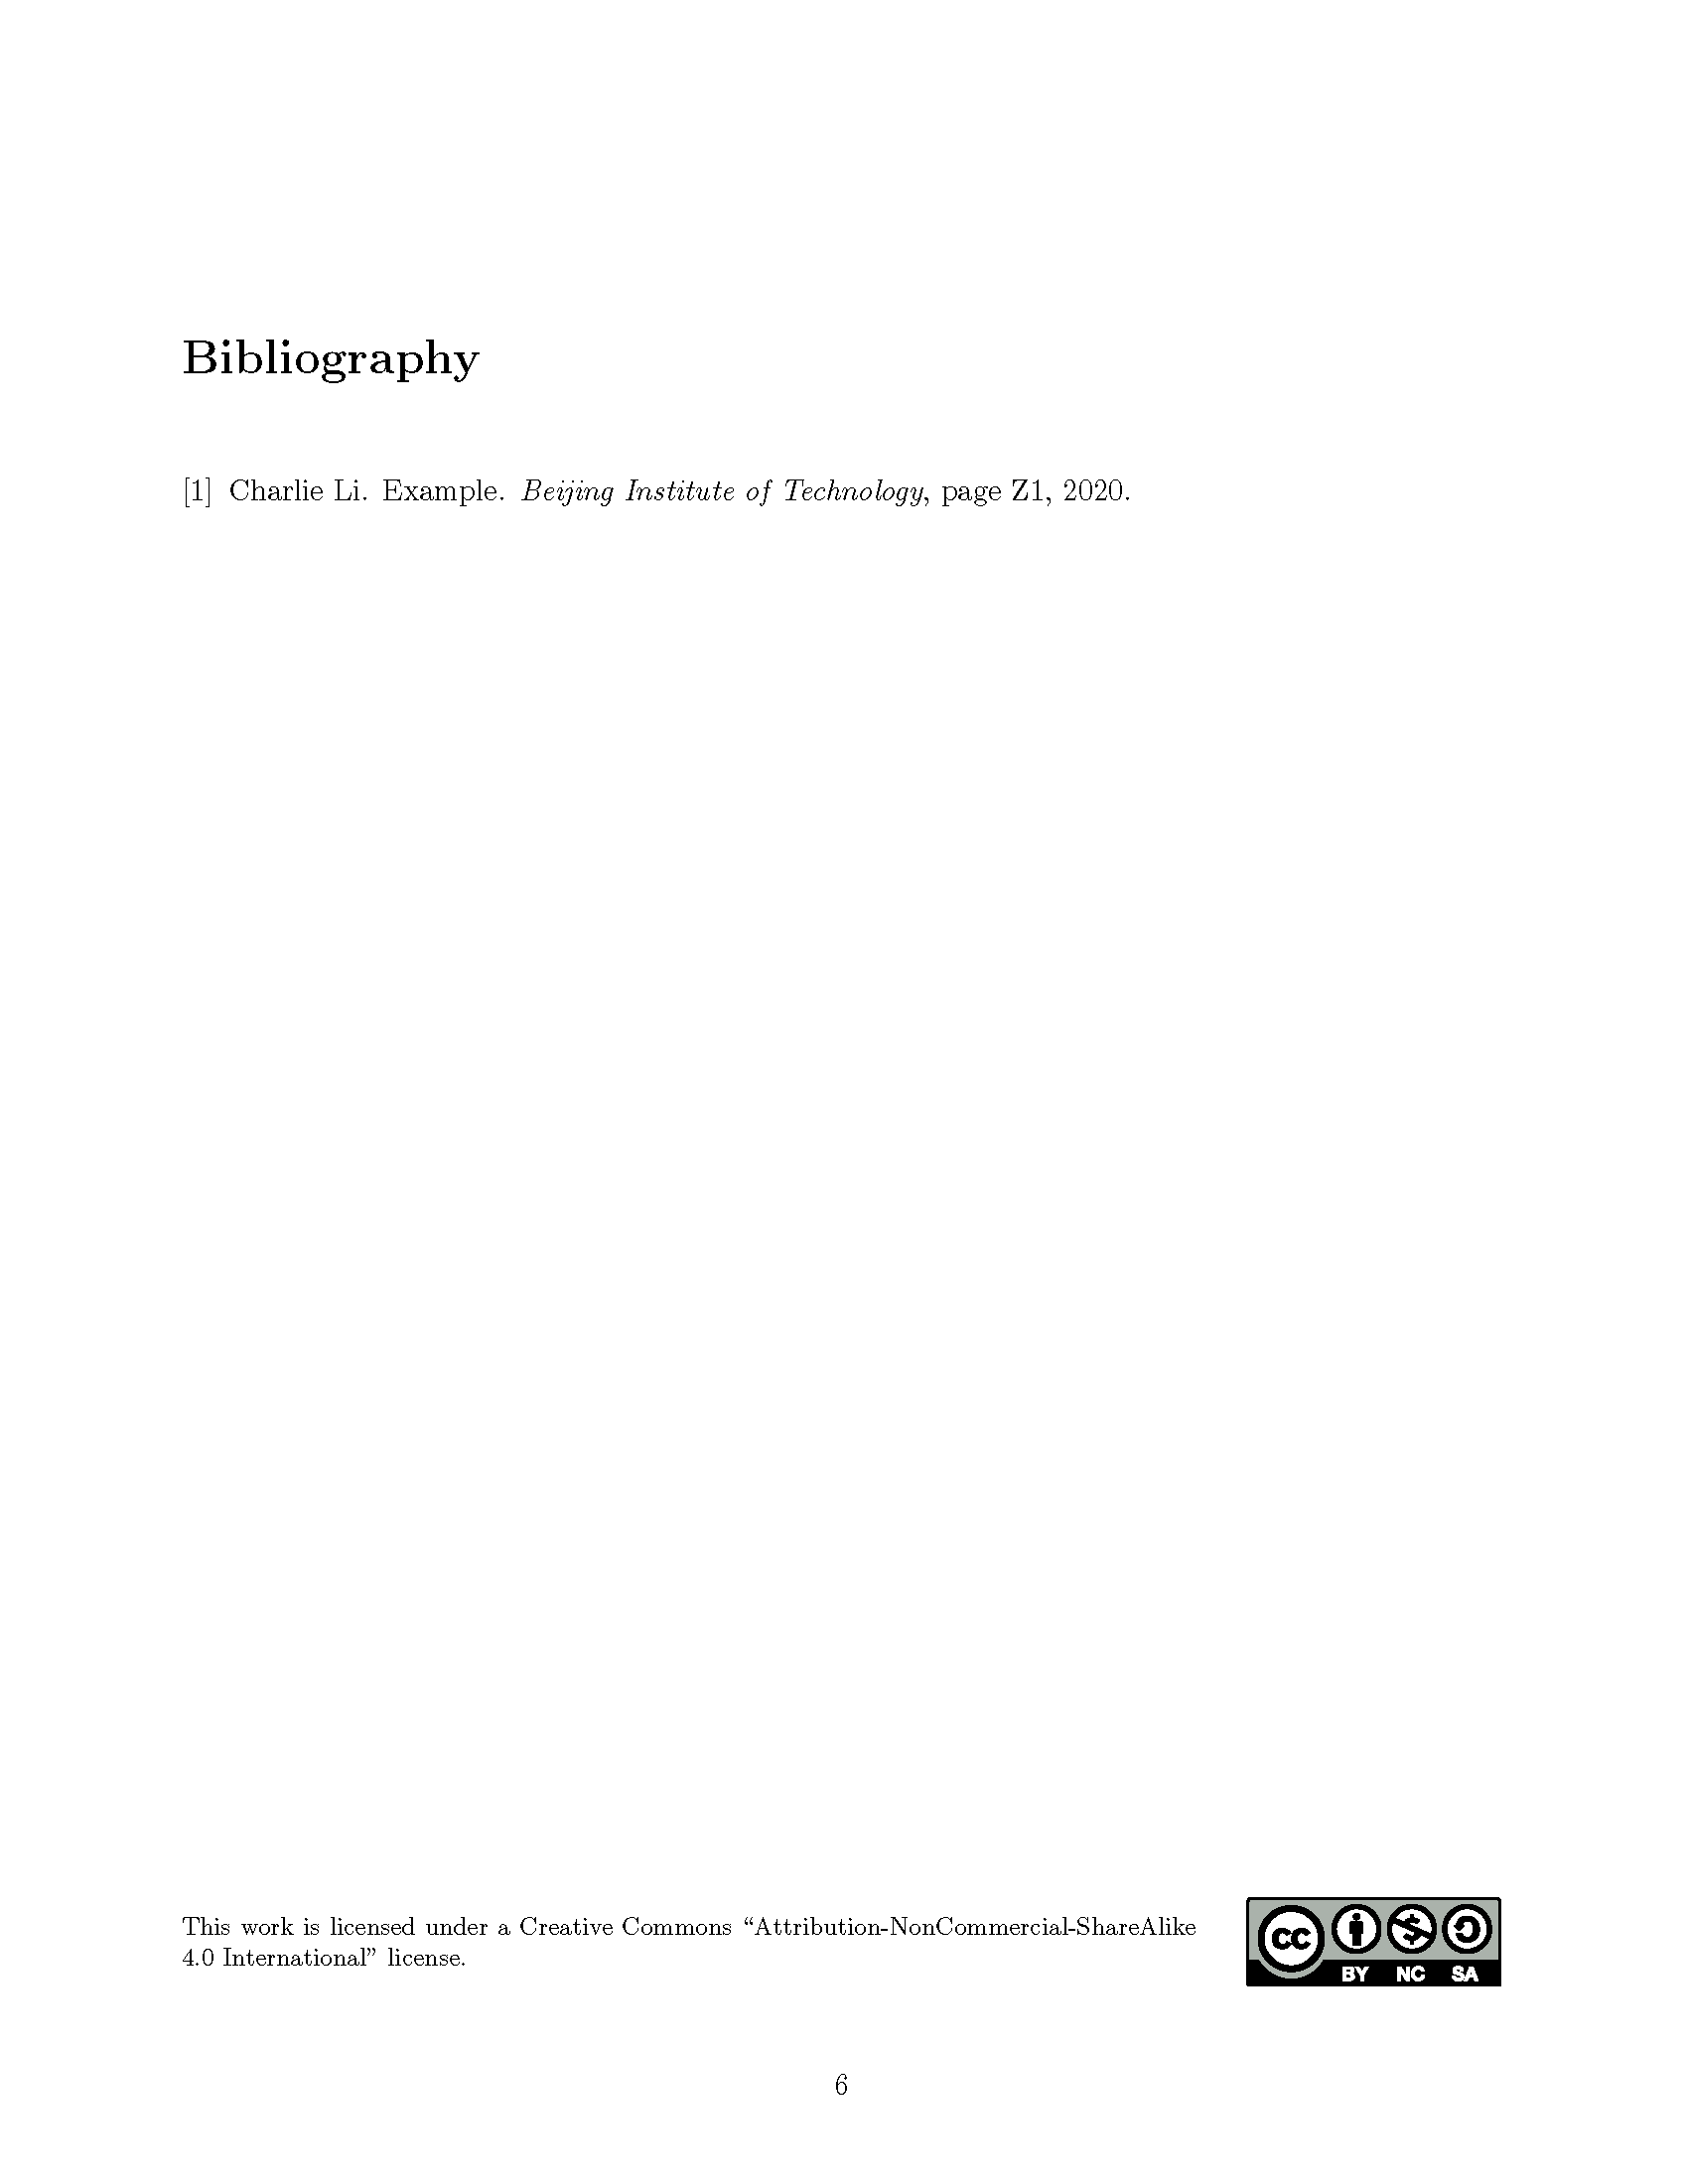 Bibliography
[1] Charlie Li. Example. Beijing Institute of Technology, page Z1, 2020.
This work is licensed under a Creative Commons “Attribution-NonCommercial-ShareAlike
4.0 International” license.
cc BY NC SA
6